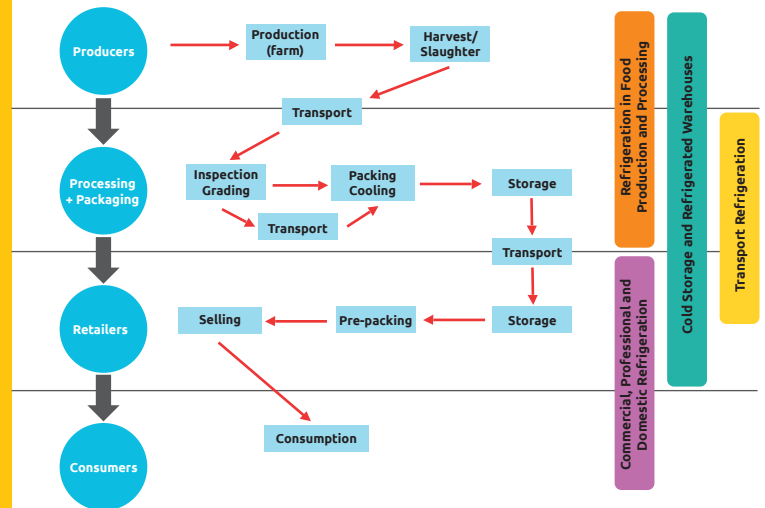 Producers
Production
(farm)
Harvest/
Slaughter
Transport
Processing
+ Packaging
Inspection
Grading
Packing
Cooling
Storage
Transport
Transport
Retailers
Selling
Pre-packing
Storage
Consumers
Consumption
Refrigeration in Food
Production and Processing
Commercial, Professional and
Domestic Refrigeration
Cold Storage and Refrigerated Warehouses
Transport Refrigeration